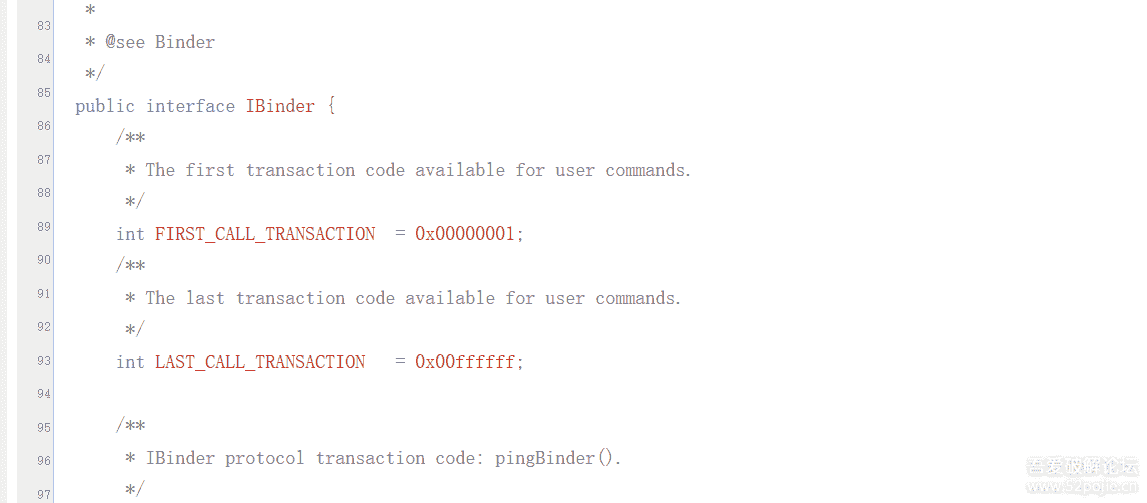 83 *
* @see Binder
84 */
85 public interface IBinder {
86 /**
87 * The first transaction code available for user commands.
88 */
89 int FIRST_CALL_TRANSACTION = 0x00000001;
90 /**
91 * The last transaction code available for user commands.
92 */
93 int LAST_CALL_TRANSACTION = 0x00ffffff;
94
95 /**
96 * IBinder protocol transaction code: pingBinder().
97 */
吾爱破解论坛
www.52pojie.cn